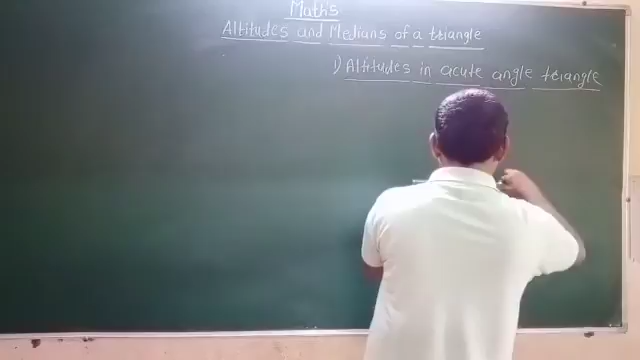 Maths
Altitudes and Medians of a triangle
1) Altitudes in acute angle triangle